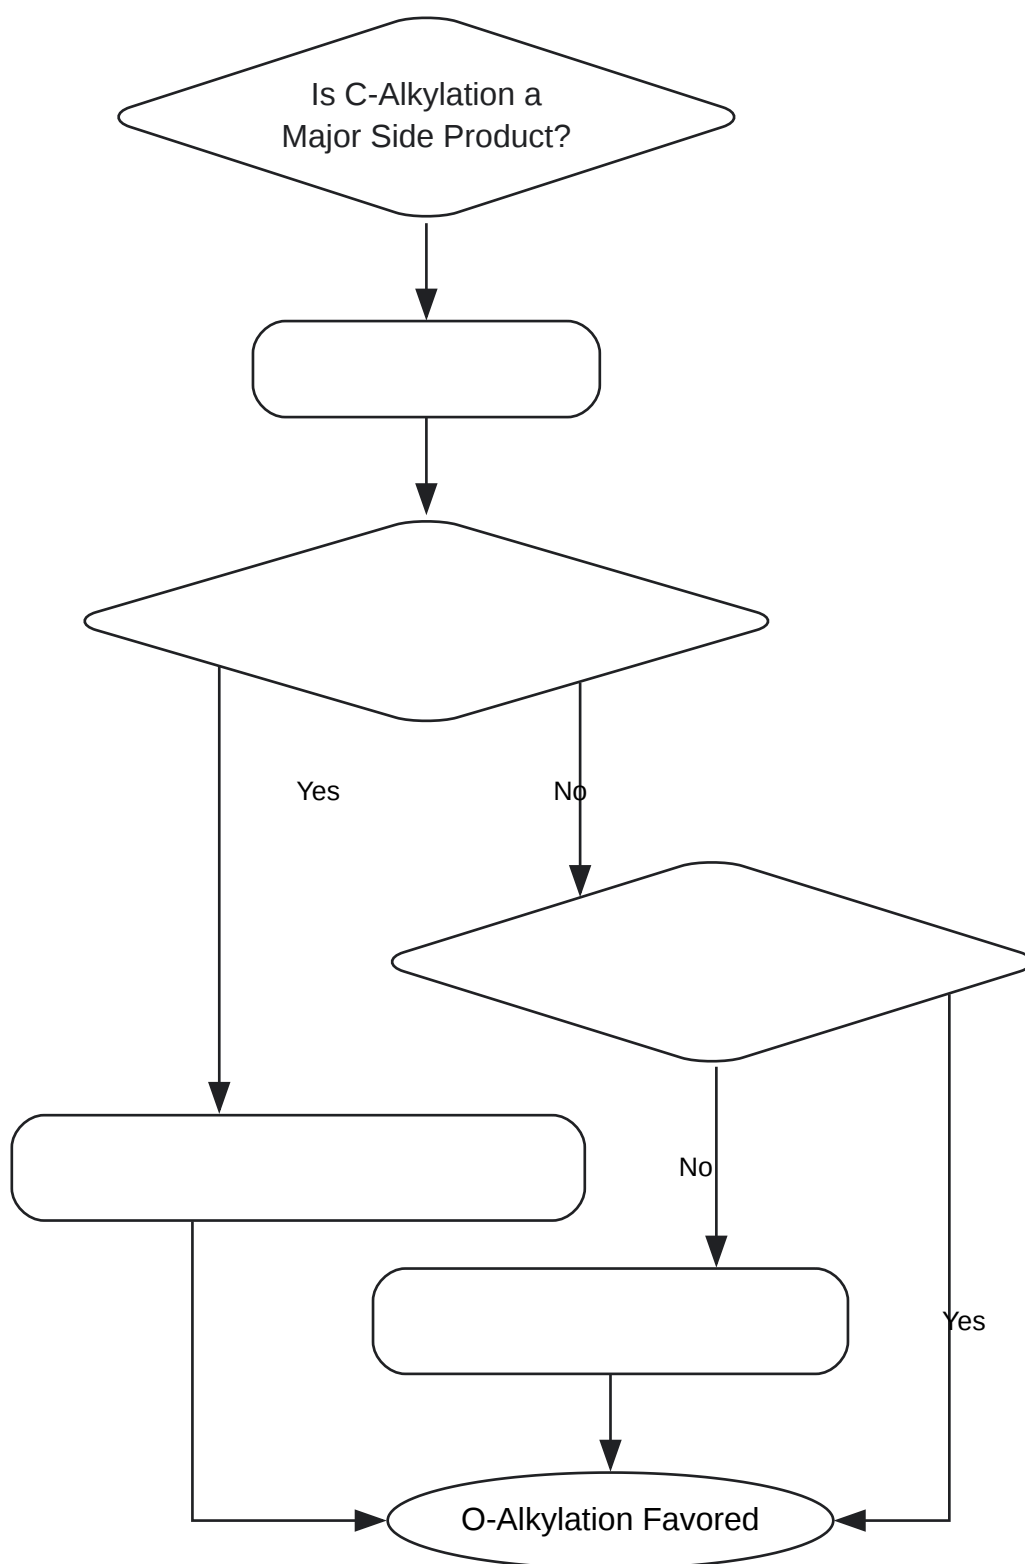 Is C-Alkylation a
Major Side Product?
Yes
No
No
Yes
O-Alkylation Favored